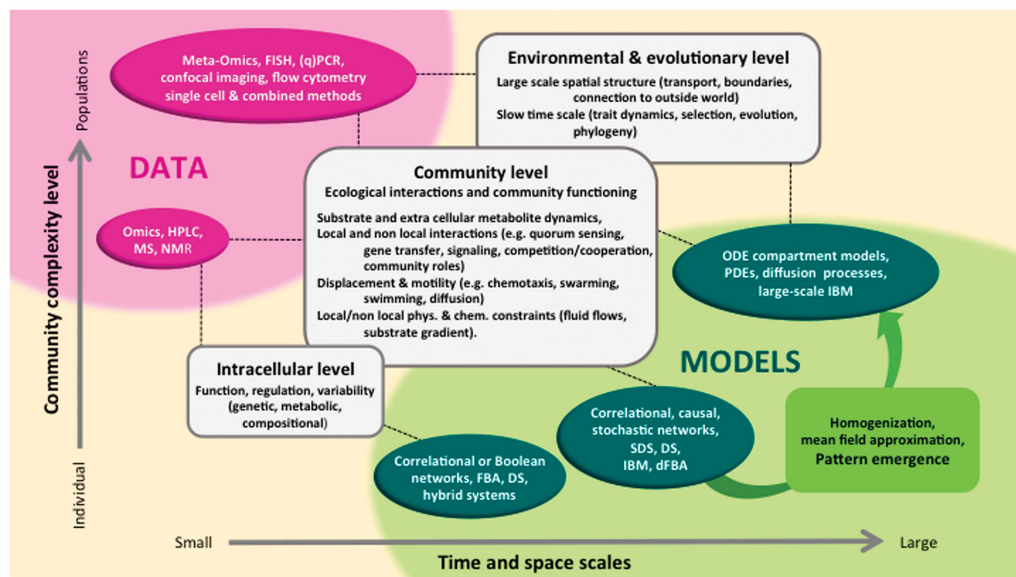 Meta-Omics, FISH, (q)PCR,
confocal imaging, flow cytometry
single cell & combined methods
Environmental & evolutionary level
Large scale spatial structure (transport, boundaries,
connection to outside world)
Slow time scale (trait dynamics, selection, evolution,
phylogeny)
Populations
DATA
Community level
Ecological interactions and community functioning
Substrate and extra cellular metabolite dynamics,
Local and non local interactions (e.g. quorum sensing,
gene transfer, signaling, competition/cooperation,
community roles)
Displacement & motility (e.g. chemotaxis, swarming,
swimming, diffusion)
Local/non local phys. & chem. constraints (fluid flows,
substrate gradient).
Omics, HPLC,
MS, NMR
Community complexity level
ODE compartment models,
PDEs, diffusion processes,
large-scale IBM
MODELS
Intracellular level
Function, regulation, variability
(genetic, metabolic,
compositional)
Correlational, causal,
stochastic networks,
SDS, DS,
IBM, dFBA
Homogenization,
mean field approximation,
Pattern emergence
Correlational or Boolean
networks, FBA, DS,
hybrid systems
Individual
Small
Large
Time and space scales